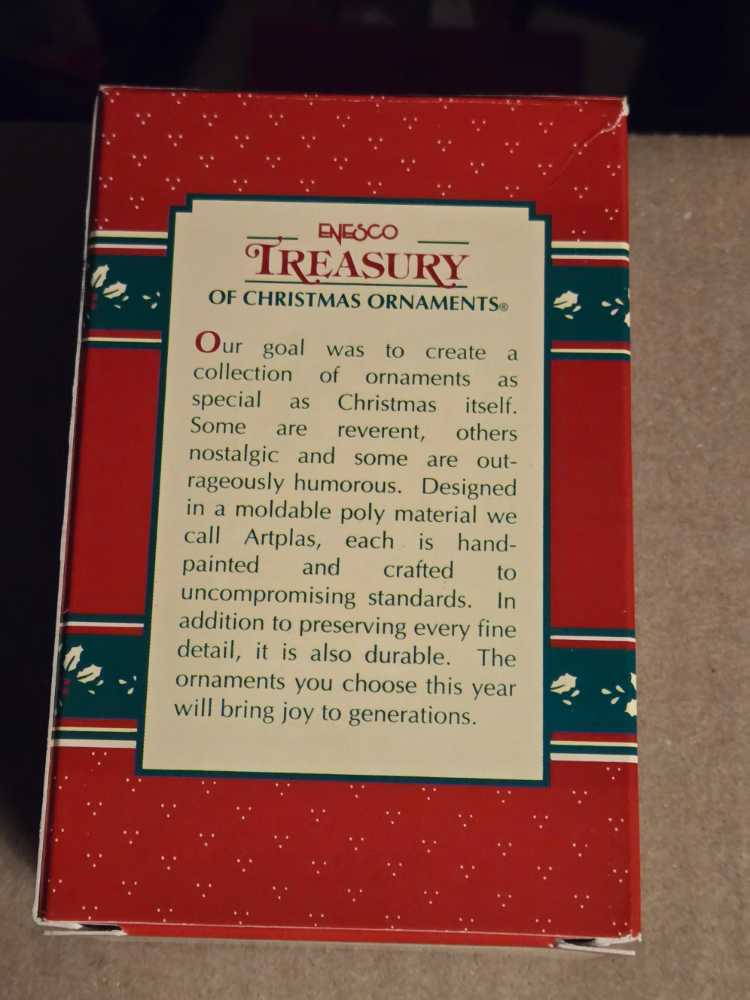 ENESCO
TREASURY
OF CHRISTMAS ORNAMENTS®
Our goal was to create a
collection of ornaments as
special as Christmas itself.
Some are reverent, others
nostalgic and some are out-
rageously humorous. Designed
in a moldable poly material we
call Artplas, each is hand-
painted and crafted to
uncompromising standards. In
addition to preserving every fine
detail, it is also durable. The
ornaments you choose this year
will bring joy to generations.